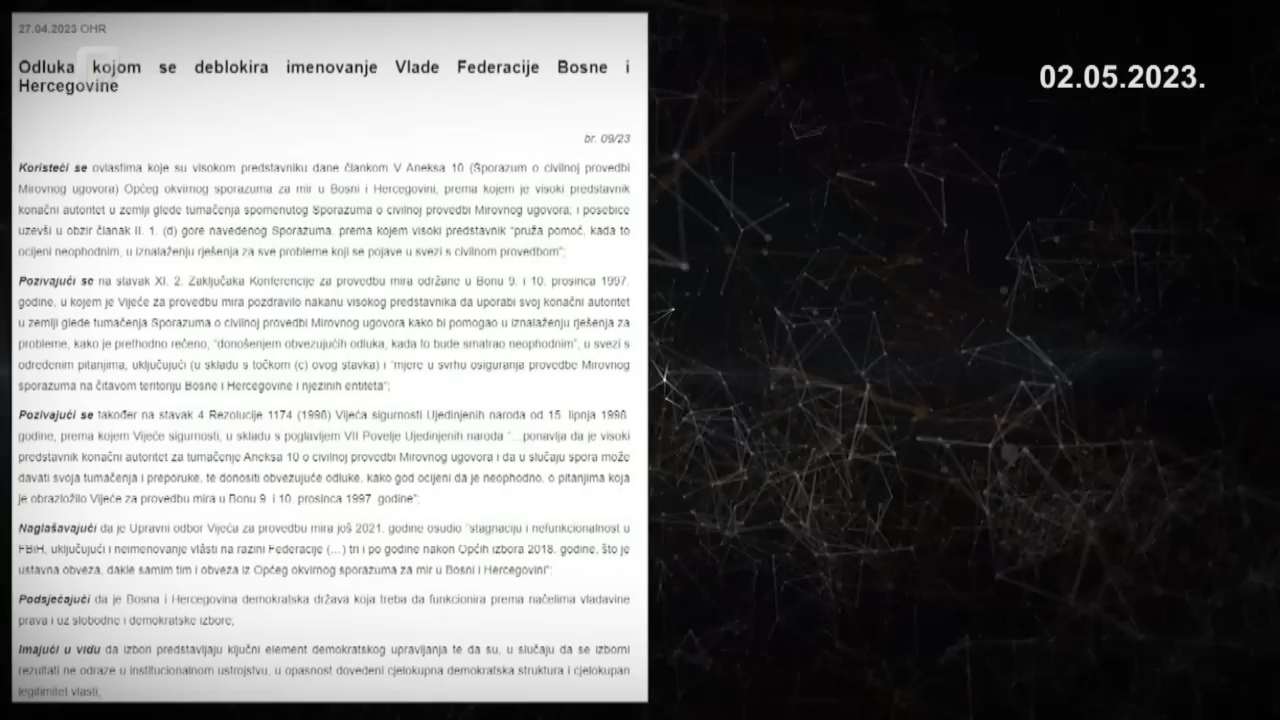 27.04.2023 OHR
Odluka kojom se deblokira imenovanje Vlade Federacije Bosne i
Hercegovine
br. 09/23
Koristeći se ovlastima koje su visokom predstavniku dane člankom V Aneksa 10 (Sporazum o civilnoj provedbi
Mirovnog ugovora) Općeg okvirnog sporazuma za mir u Bosni i Hercegovini, prema kojem je visoki predstavnik
konačni autoritet u zemlji glede tumačenja spomenutog Sporazuma o civilnoj provedbi Mirovnog ugovora; i posebice
uzevši u obzir članak II. 1. (d) gore navedenog Sporazuma, prema kojem visoki predstavnik "pruža pomoć, kada to
ocijeni neophodnim, u iznalaženju rješenja za sve probleme koji se pojave u svezi s civilnom provedbom";
Pozivajući se na stavak XI. 2. Zaključaka Konferencije za provedbu mira održane u Bonu 9. i 10. prosinca 1997.
godine, u kojem je Vijeće za provedbu mira pozdravilo nakanu visokog predstavnika da uporabi svoj konačni autoritet
u zemlji glede tumačenja Sporazuma o civilnoj provedbi Mirovnog ugovora kako bi pomogao u iznalaženju rješenja za
probleme, kako je prethodno rečeno, "donošenjem obvezujućih odluka, kada to bude smatrao neophodnim", u svezi s
određenim pitanjima, uključujući (u skladu s točkom (c) ovog stavka) i "mjere u svrhu osiguranja provedbe Mirovnog
sporazuma na čitavom teritoriju Bosne i Hercegovine i njezinih entiteta";
Pozivajući se također na stavak 4 Rezolucije 1174 (1998) Vijeća sigurnosti Ujedinjenih naroda od 15. lipnja 1998.
godine, prema kojem Vijeće sigurnosti, u skladu s poglavljem VII Povelje Ujedinjenih naroda "…ponavlja da je visoki
predstavnik konačni autoritet za tumačenje Aneksa 10 o civilnoj provedbi Mirovnog ugovora i da u slučaju spora može
davati svoja tumačenja i preporuke, te donositi obvezujuće odluke, kako god ocijeni da je neophodno, o pitanjima koja
je obrazložilo Vijeće za provedbu mira u Bonu 9. i 10. prosinca 1997. godine";
Naglašavajući da je Upravni odbor Vijeća za provedbu mira još 2021. godine osudio "stagnaciju i nefunkcionalnost u
FBiH, uključujući i neimenovanje vlasti na razini Federacije (...) tri i po godine nakon Općih izbora 2018. godine, što je
ustavna obveza, dakle samim tim i obveza iz Općeg okvirnog sporazuma za mir u Bosni i Hercegovini";
Podsjećajući da je Bosna i Hercegovina demokratska država koja treba da funkcionira prema načelima vladavine
prava i uz slobodne i demokratske izbore;
Imajući u vidu da izbori predstavljaju ključni element demokratskog upravljanja te da su, u slučaju da se izborni
rezultati ne odraze u institucionalnom ustrojstvu, u opasnost dovedeni cjelokupna demokratska struktura i cjelokupan
legitimitet vlasti;
02.05.2023.